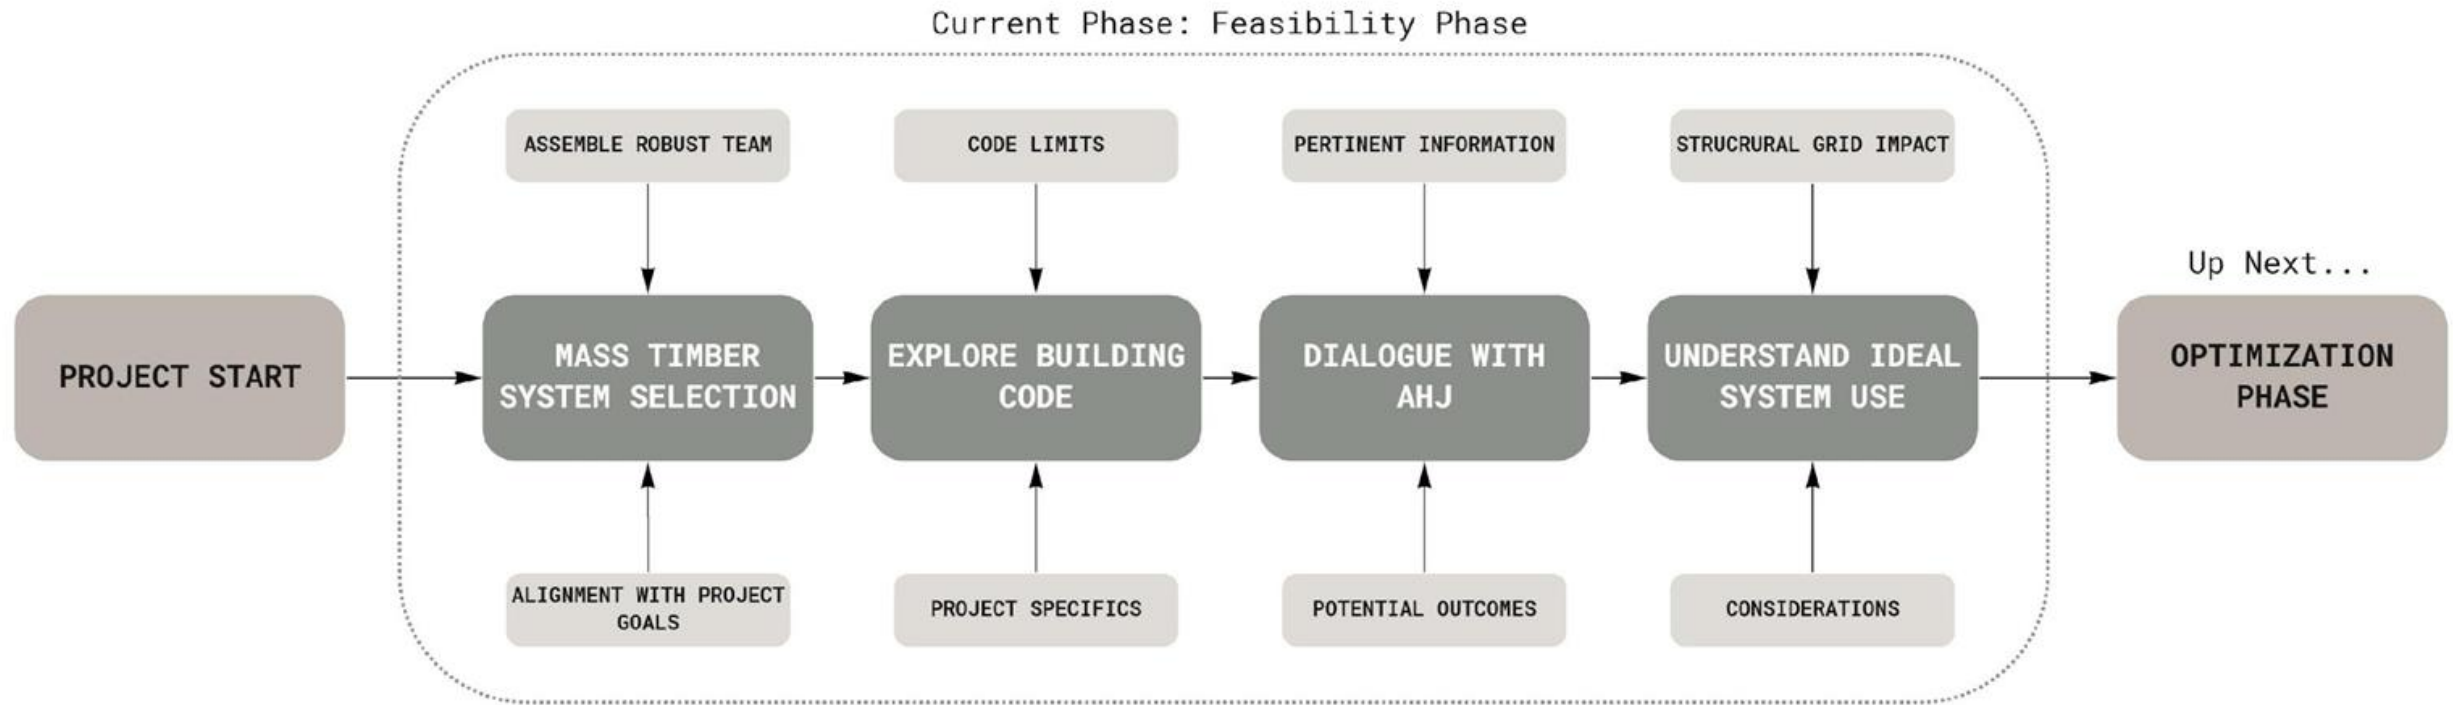 Current Phase: Feasibility Phase
ASSEMBLE ROBUST TEAM
CODE LIMITS
PERTINENT INFORMATION
STRUCRURAL GRID IMPACT
Up Next...
PROJECT START
MASS TIMBER
SYSTEM SELECTION
EXPLORE BUILDING
CODE
DIALOGUE WITH
AHJ
UNDERSTAND IDEAL
SYSTEM USE
OPTIMIZATION
PHASE
ALIGNMENT WITH PROJECT
GOALS
PROJECT SPECIFICS
POTENTIAL OUTCOMES
CONSIDERATIONS